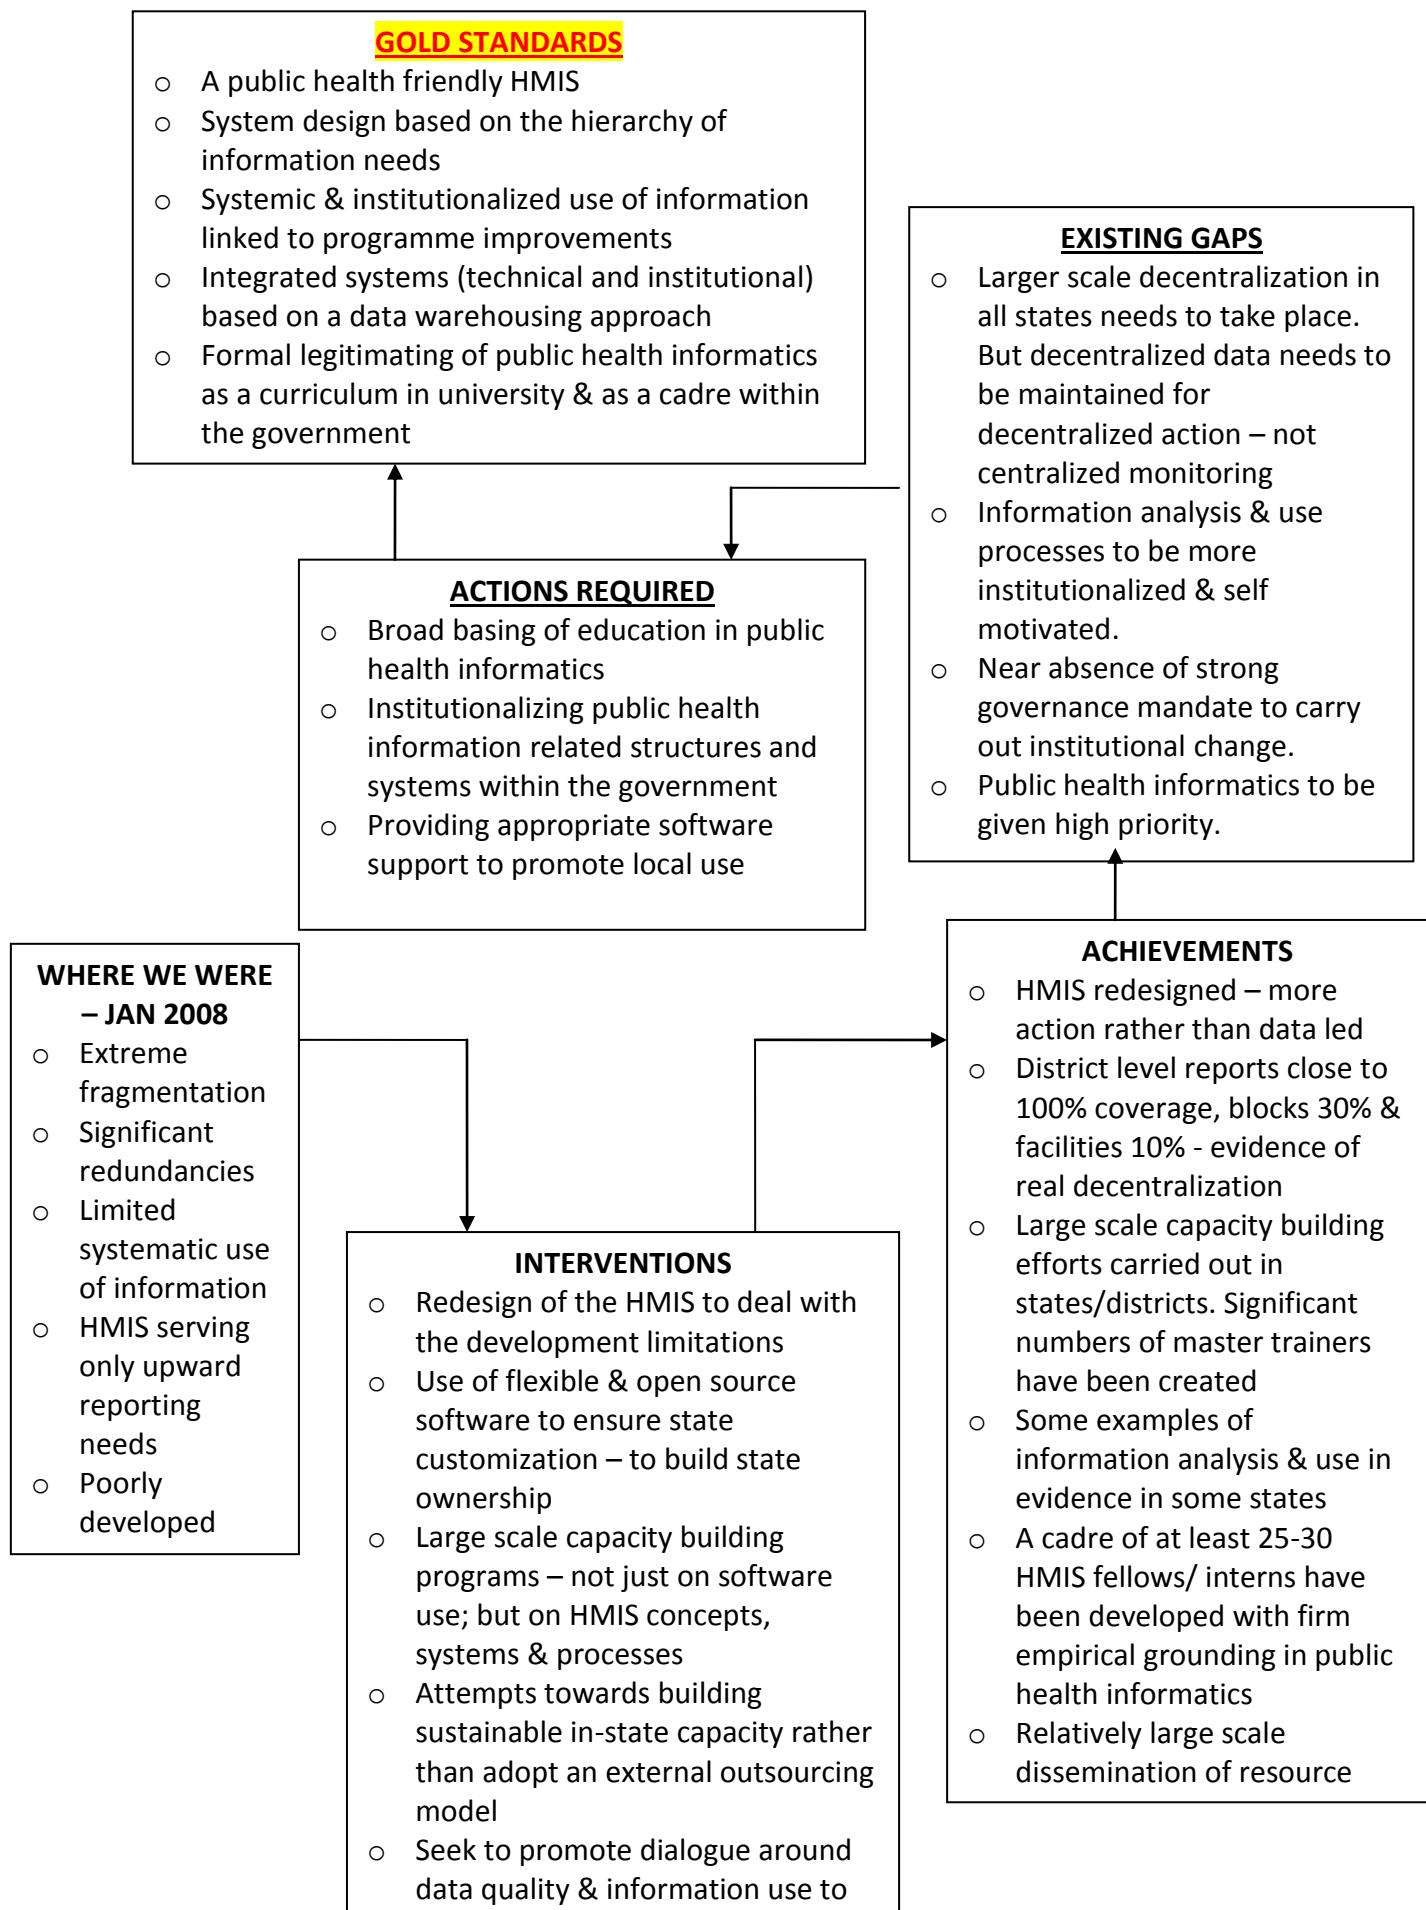 GOLD STANDARDS
o A public health friendly HMIS
o System design based on the hierarchy of
information needs
o Systemic & institutionalized use of information
linked to programme improvements
o Integrated systems (technical and institutional)
based on a data warehousing approach
o Formal legitimating of public health informatics
as a curriculum in university & as a cadre within
the government
EXISTING GAPS
o Larger scale decentralization in
all states needs to take place.
But decentralized data needs to
be maintained for
decentralized action – not
centralized monitoring
o Information analysis & use
processes to be more
institutionalized & self
motivated.
o Near absence of strong
governance mandate to carry
out institutional change.
o Public health informatics to be
given high priority.
ACTIONS REQUIRED
o Broad basing of education in public
health informatics
o Institutionalizing public health
information related structures and
systems within the government
o Providing appropriate software
support to promote local use
WHERE WE WERE
– JAN 2008
o Extreme
fragmentation
o Significant
redundancies
o Limited
systematic use
of information
o HMIS serving
only upward
reporting
needs
o Poorly
developed
INTERVENTIONS
o Redesign of the HMIS to deal with
the development limitations
o Use of flexible & open source
software to ensure state
customization – to build state
ownership
o Large scale capacity building
programs – not just on software
use; but on HMIS concepts,
systems & processes
o Attempts towards building
sustainable in-state capacity rather
than adopt an external outsourcing
model
o Seek to promote dialogue around
data quality & information use to
ACHIEVEMENTS
o HMIS redesigned – more
action rather than data led
o District level reports close to
100% coverage, blocks 30% &
facilities 10% - evidence of
real decentralization
o Large scale capacity building
efforts carried out in
states/districts. Significant
numbers of master trainers
have been created
o Some examples of
information analysis & use in
evidence in some states
o A cadre of at least 25-30
HMIS fellows/ interns have
been developed with firm
empirical grounding in public
health informatics
o Relatively large scale
dissemination of resource